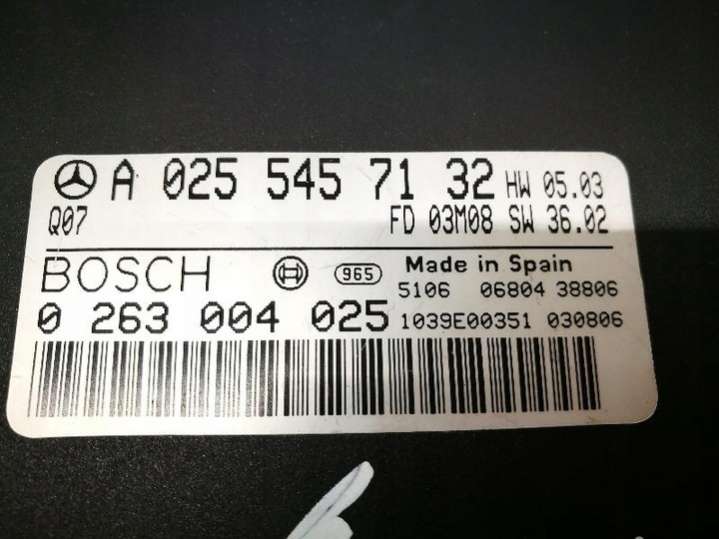 A 025 545 71 32 HW 05.03
Q07 FD 03M08 SW 36.02
BOSCH 965 Made in Spain
5106 06804 38806
0 263 004 025 1039E00351 030806